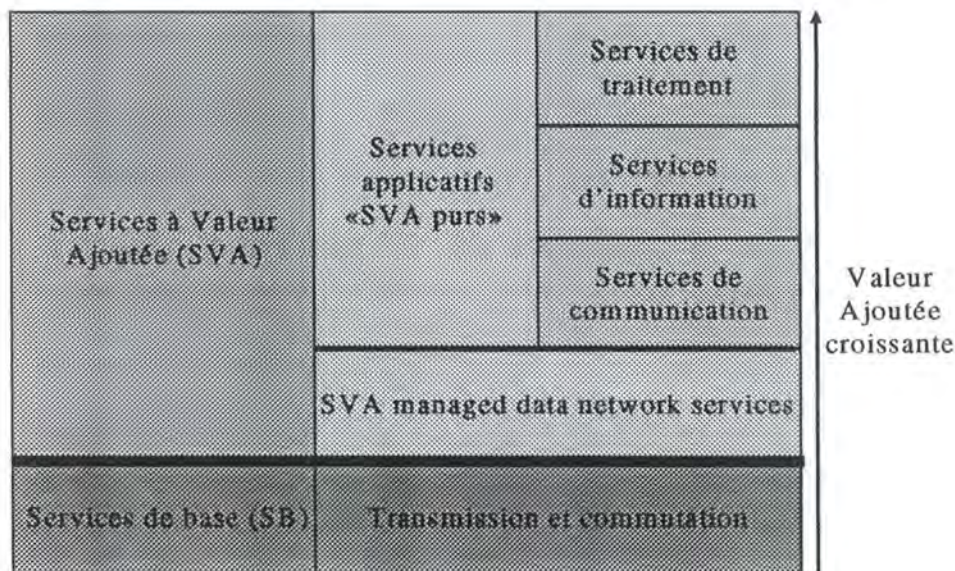 Services de
traitement
Services
applicatifs
«SVA purs»
Services
d'information
Services à Valeur
Ajoutée (SVA)
Services de
communication
Valeur
Ajoutée
croissante
SVA managed data network services
Services de base (SB)
Transmission et commutation